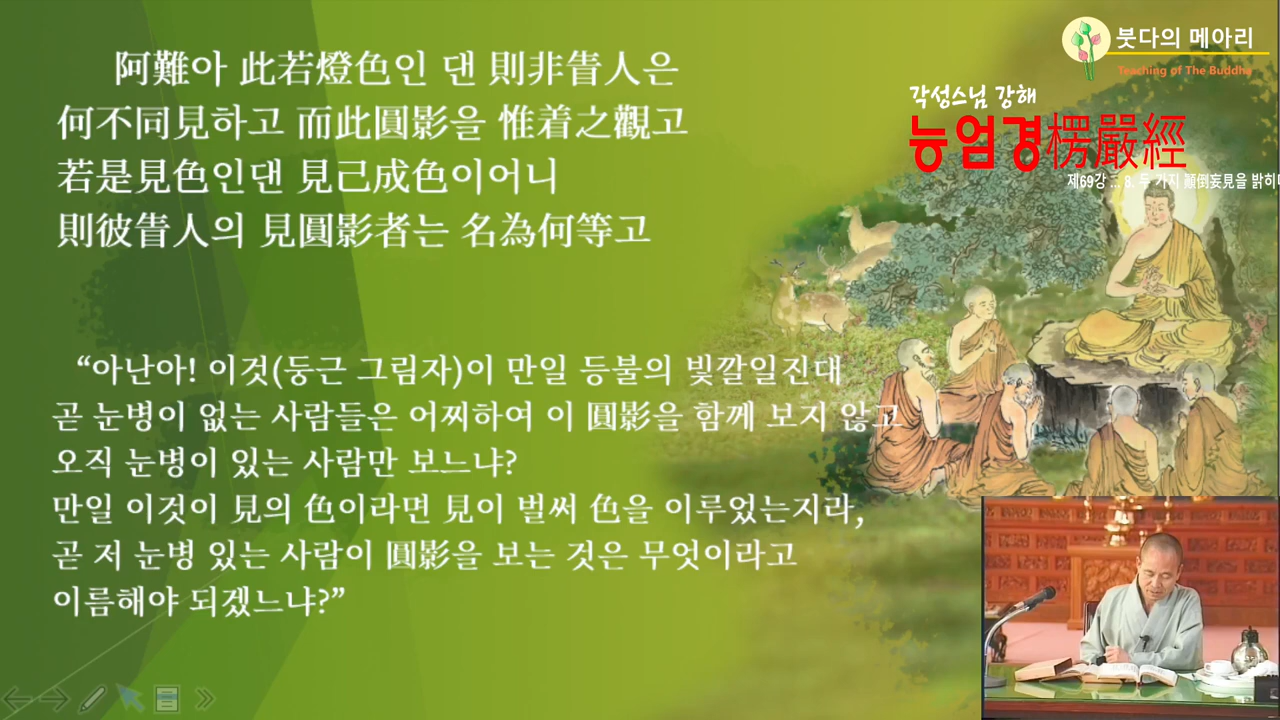 阿難아 此若燈色인 댄 則非眚人은
何不同見하고 而此圓影을 惟着之觀고
若是見色인댄 見己成色이어니
則彼眚人의 見圓影者는 名為何等고
“아난아! 이것(둥근 그림자)이 만일 등불의 빛깔일진대
곧 눈병이 없는 사람들은 어찌하여 이 圓影을 함께 보지 않고
오직 눈병이 있는 사람만 보느냐?
만일 이것이 見의 色이라면 見이 벌써 色을 이루었는지라,
곧 저 눈병 있는 사람이 圓影을 보는 것은 무엇이라고
이름해야 되겠느냐?”
붓다의 메아리
Teaching of The Buddha
각성스님 강해
능엄경楞嚴經
제69강 ... 8. 두 가지 顚倒妄見을 밝히